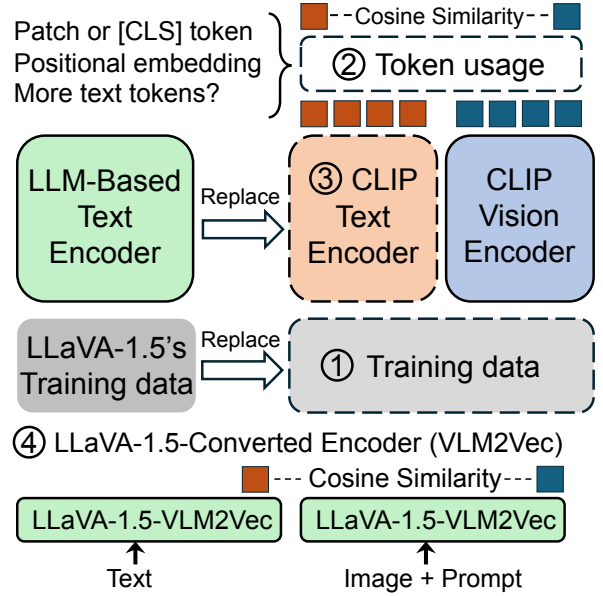 Patch or [CLS] token
Positional embedding
More text tokens?
Cosine Similarity
② Token usage
LLM-Based
Text
Encoder
Replace
③ CLIP
Text
Encoder
CLIP
Vision
Encoder
LLaVA-1.5's
Training data
Replace
① Training data
④ LLaVA-1.5-Converted Encoder (VLM2Vec)
Cosine Similarity
LLaVA-1.5-VLM2Vec
LLaVA-1.5-VLM2Vec
Text
Image + Prompt